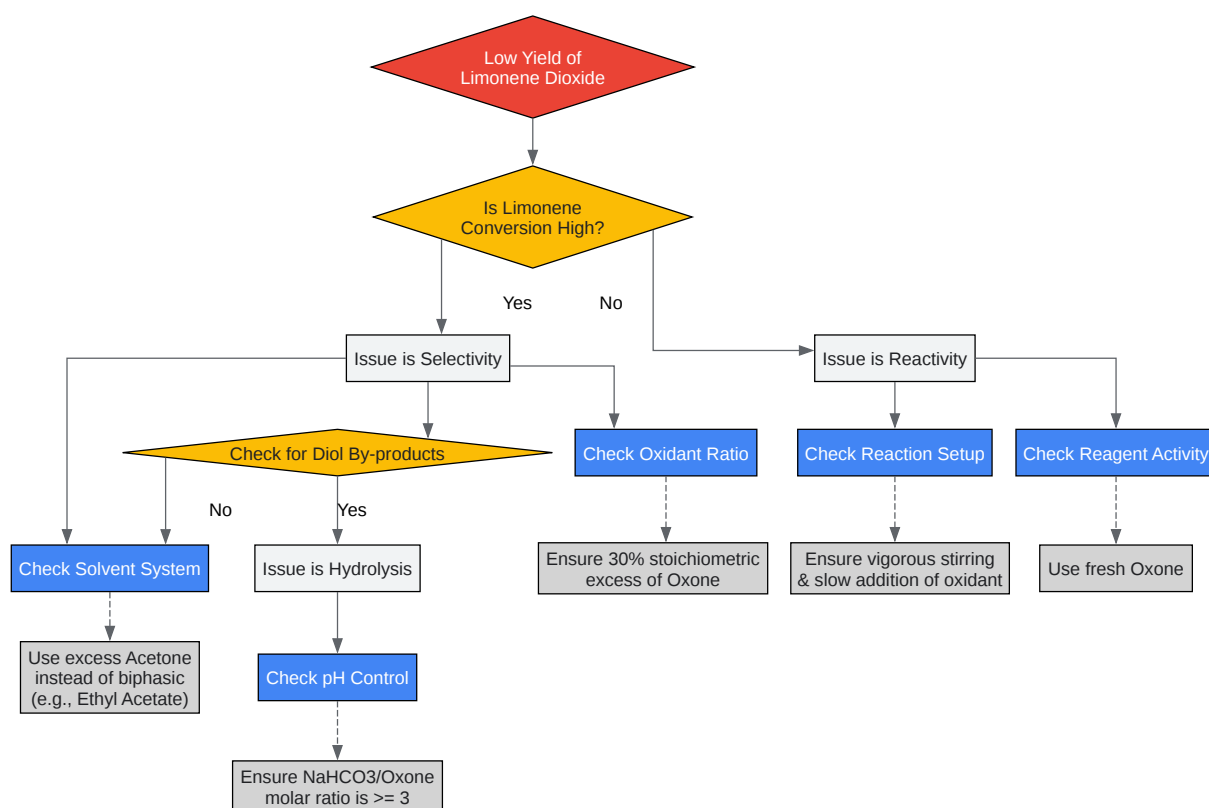 Low Yield of
Limonene Dioxide
Is Limonene
Conversion High?
Yes
No
Issue is Selectivity
Issue is Reactivity
Check for Diol By-products
Check Oxidant Ratio
Check Reaction Setup
Check Reagent Activity
No
Yes
Check Solvent System
Issue is Hydrolysis
Ensure 30% stoichiometric
excess of Oxone
Ensure vigorous stirring
& slow addition of oxidant
Use fresh Oxone
Use excess Acetone
instead of biphasic
(e.g., Ethyl Acetate)
Check pH Control
Ensure NaHCO3/Oxone
molar ratio is >= 3